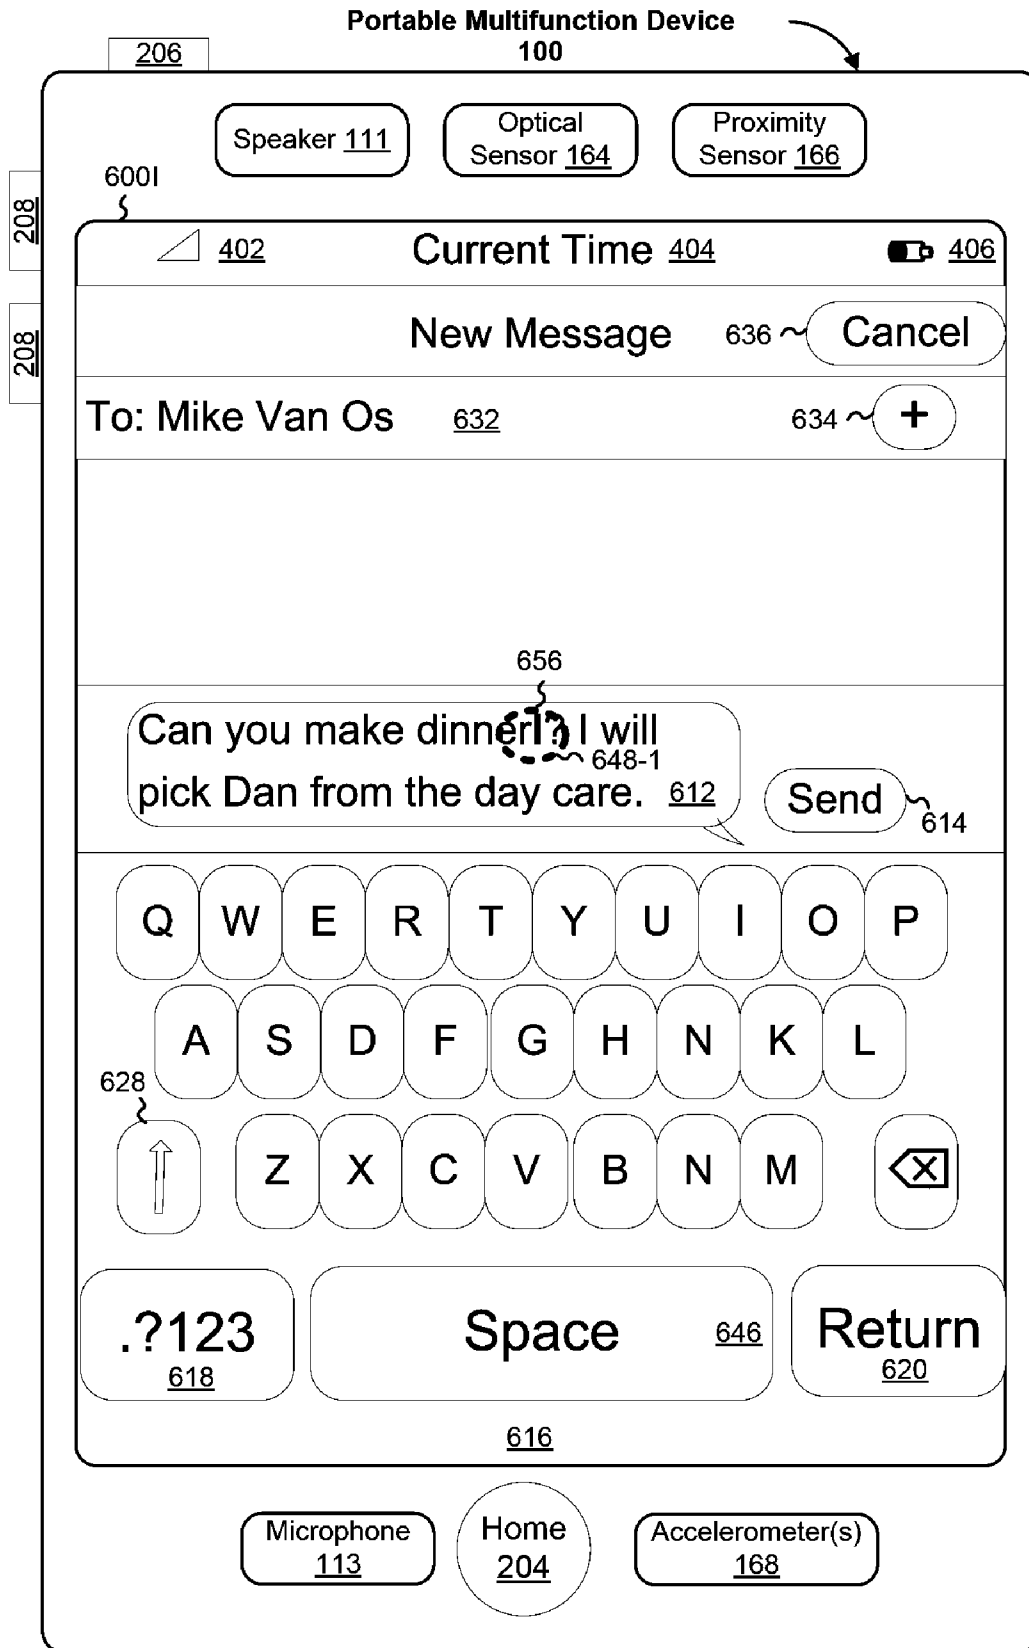 Portable Multifunction Device
100
206
Speaker 111
Optical
Sensor 164
Proximity
Sensor 166
600I
208
208
402
Current Time 404
406
New Message
636
Cancel
To: Mike Van Os
632
634
+
656
Can you make dinner? I will
648-1
pick Dan from the day care.
612
Send
614
Q W E R T Y U I O P
A S D F G H N K L
628
Z X C V B N M
.?123
618
Space
646
Return
620
616
Microphone
113
Home
204
Accelerometer(s)
168